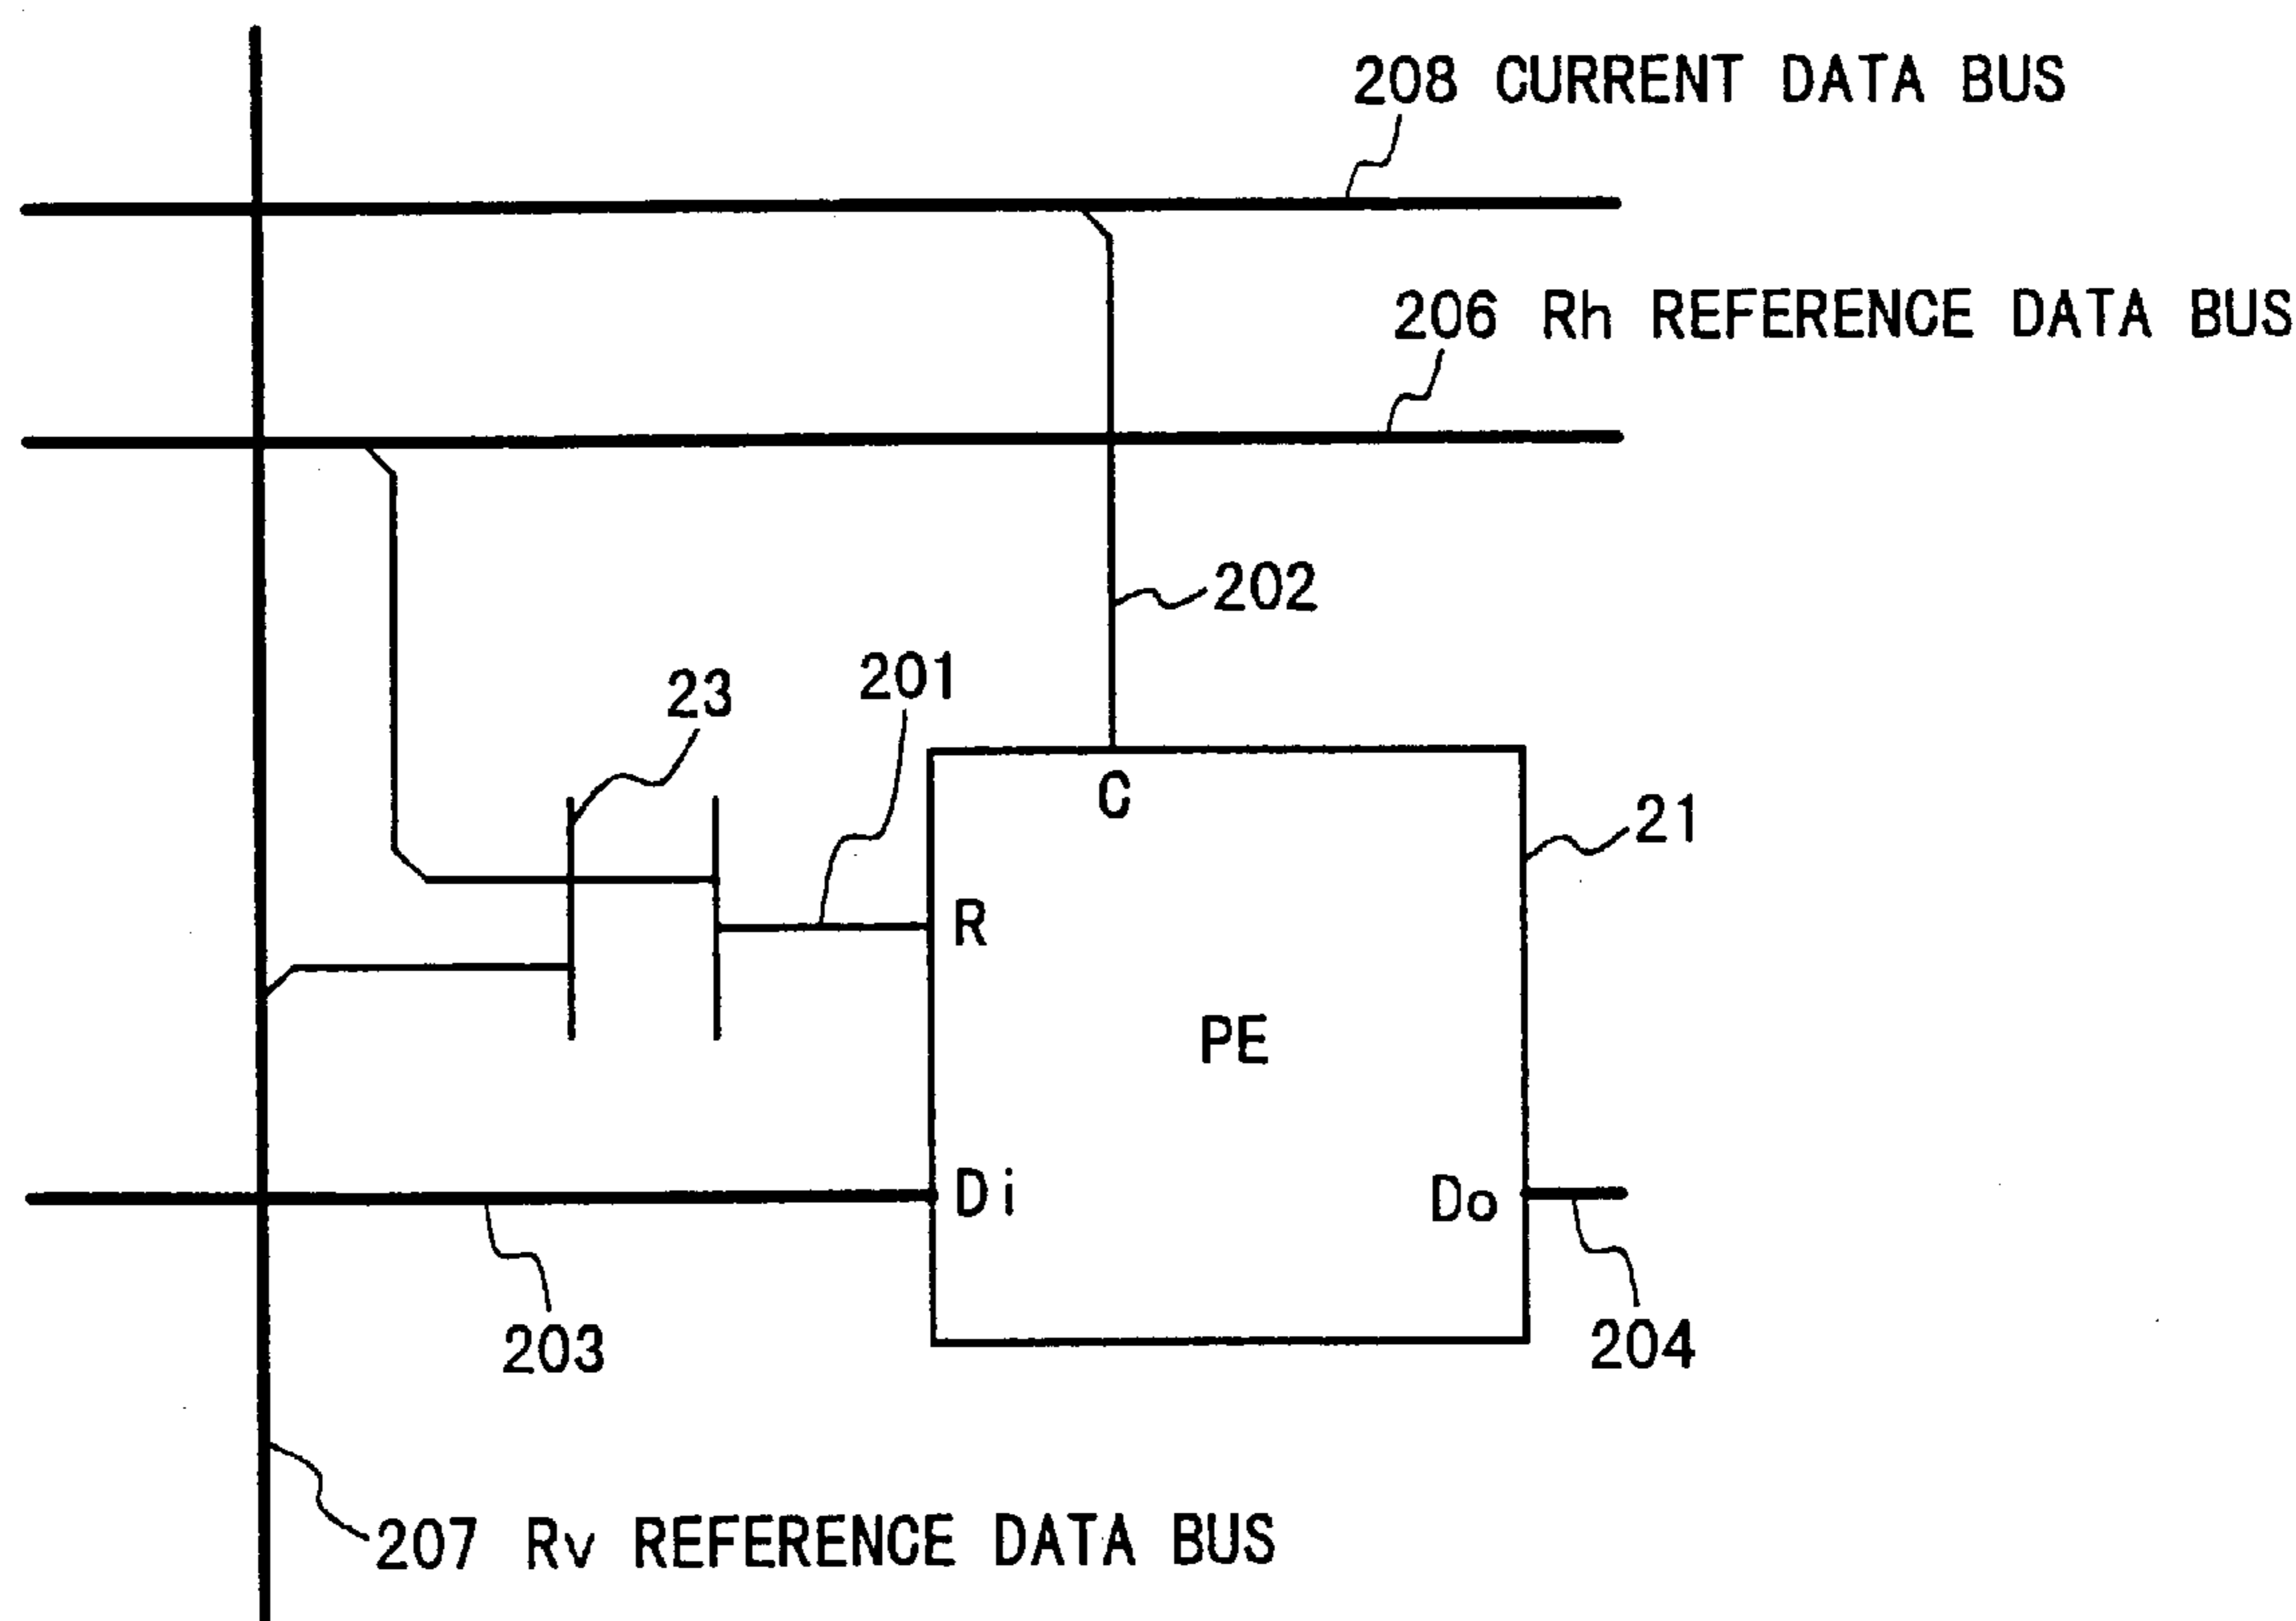 208 CURRENT DATA BUS
206 Rh REFERENCE DATA BUS
202
201
23
C
21
R
PE
Di
Do
203
204
207 Rv REFERENCE DATA BUS